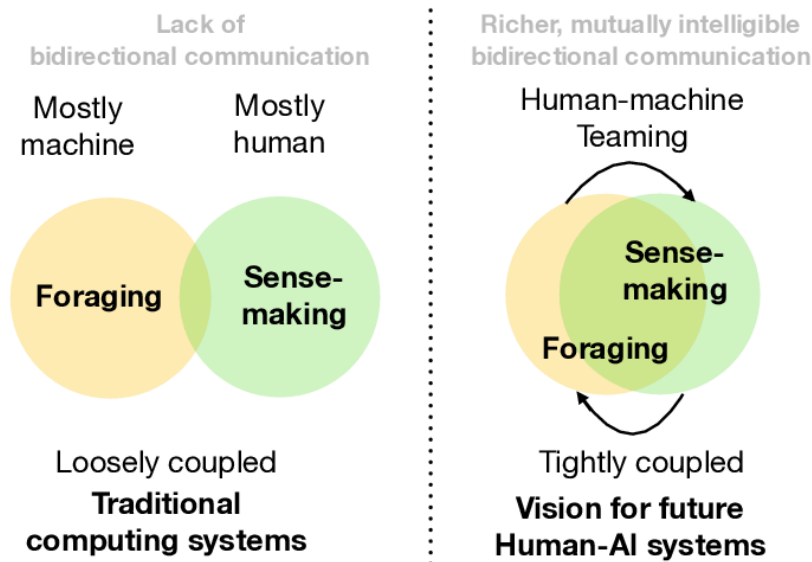 Lack of
bidirectional communication
Mostly
machine
Mostly
human
Foraging
Sense-
making
Loosely coupled
Traditional
computing systems
Richer, mutually intelligible
bidirectional communication
Human-machine
Teaming
Sense-
making
Foraging
Tightly coupled
Vision for future
Human-AI systems